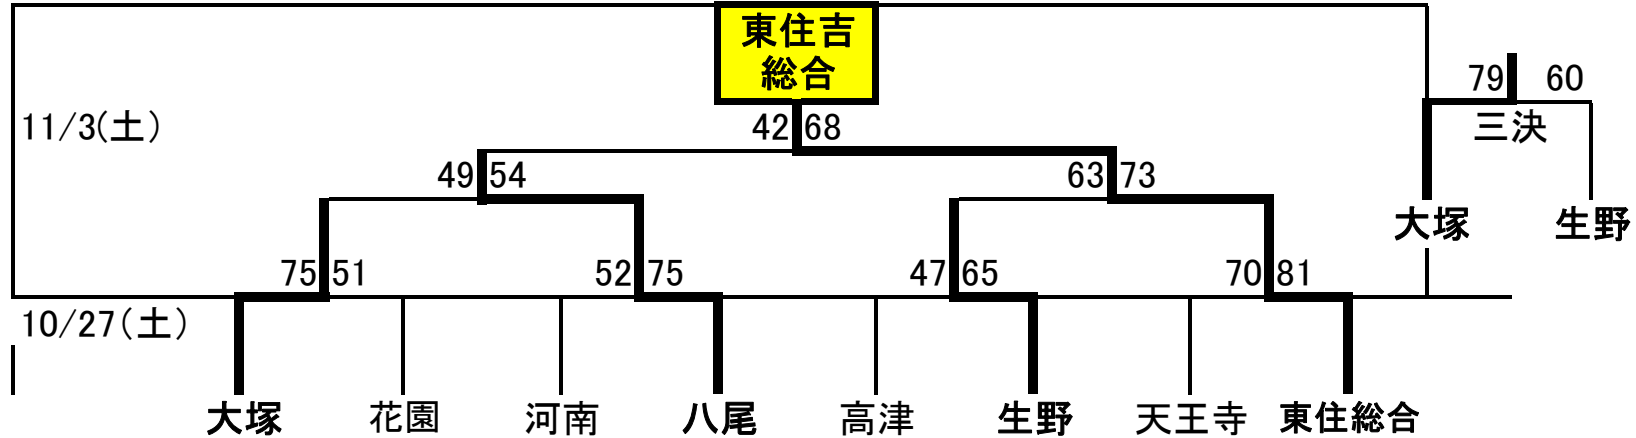 東住吉
総合
79 60
11/3(土)
42 68
三決
49 54
63 73
大塚 生野
75 51
52 75
47 65
70 81
10/27(土)
大塚 花園 河南 八尾 高津 生野 天王寺 東住総合